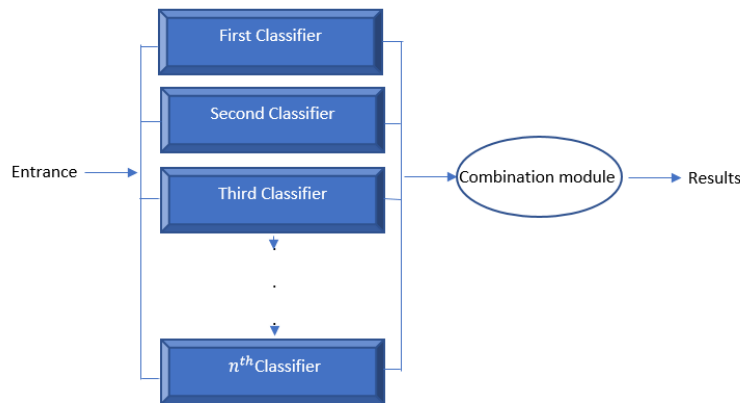 First Classifier
Second Classifier
Entrance
Third Classifier
Combination module
Results
.
.
.
nᵗʰ Classifier